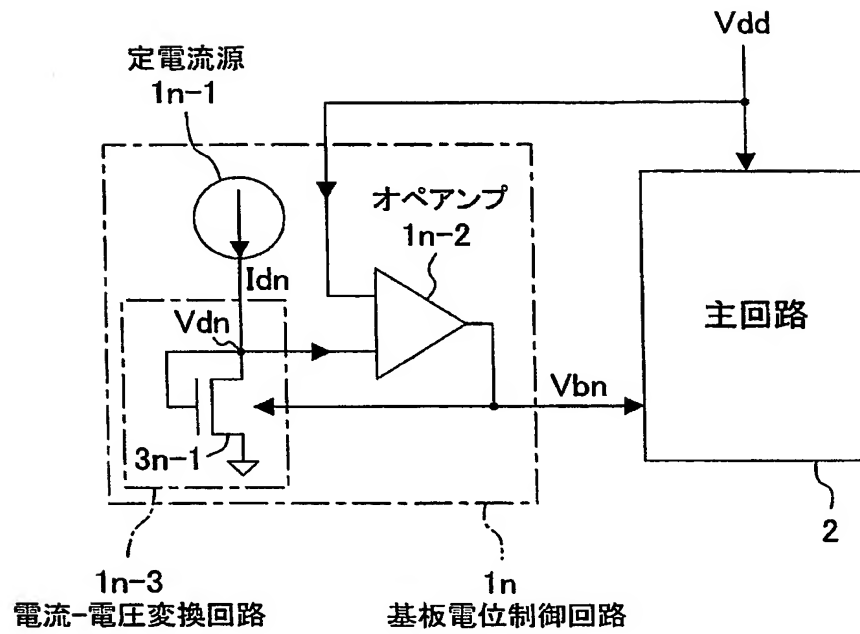 Vdd
定電流源
1n-1
オペアンプ
1n-2
Idn
Vdn
主回路
Vbn
3n-1
2
1n-3
電流-電圧変換回路
1n
基板電位制御回路